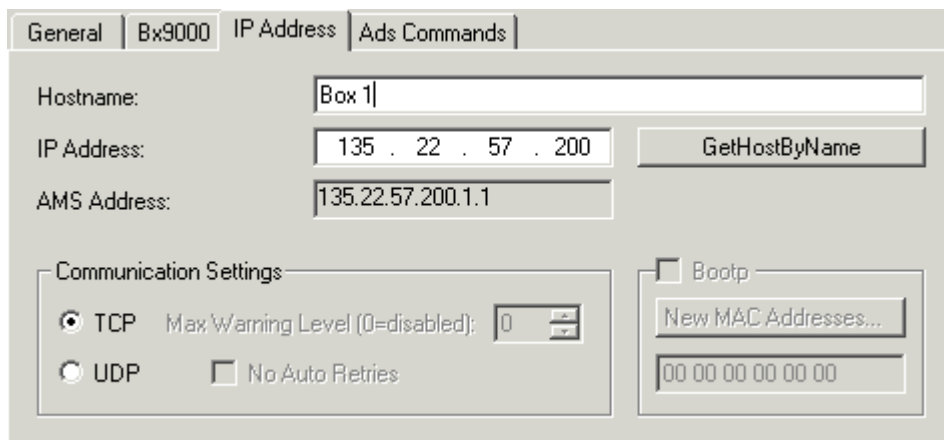 General Bx9000 IP Address Ads Commands
Hostname: Box 1
IP Address: 135 . 22 . 57 . 200 GetHostByName
AMS Address: 135.22.57.200.1.1
Communication Settings Bootp
TCP Max Warning Level (0=disabled): 0 New MAC Addresses...
UDP No Auto Retries 00 00 00 00 00 00